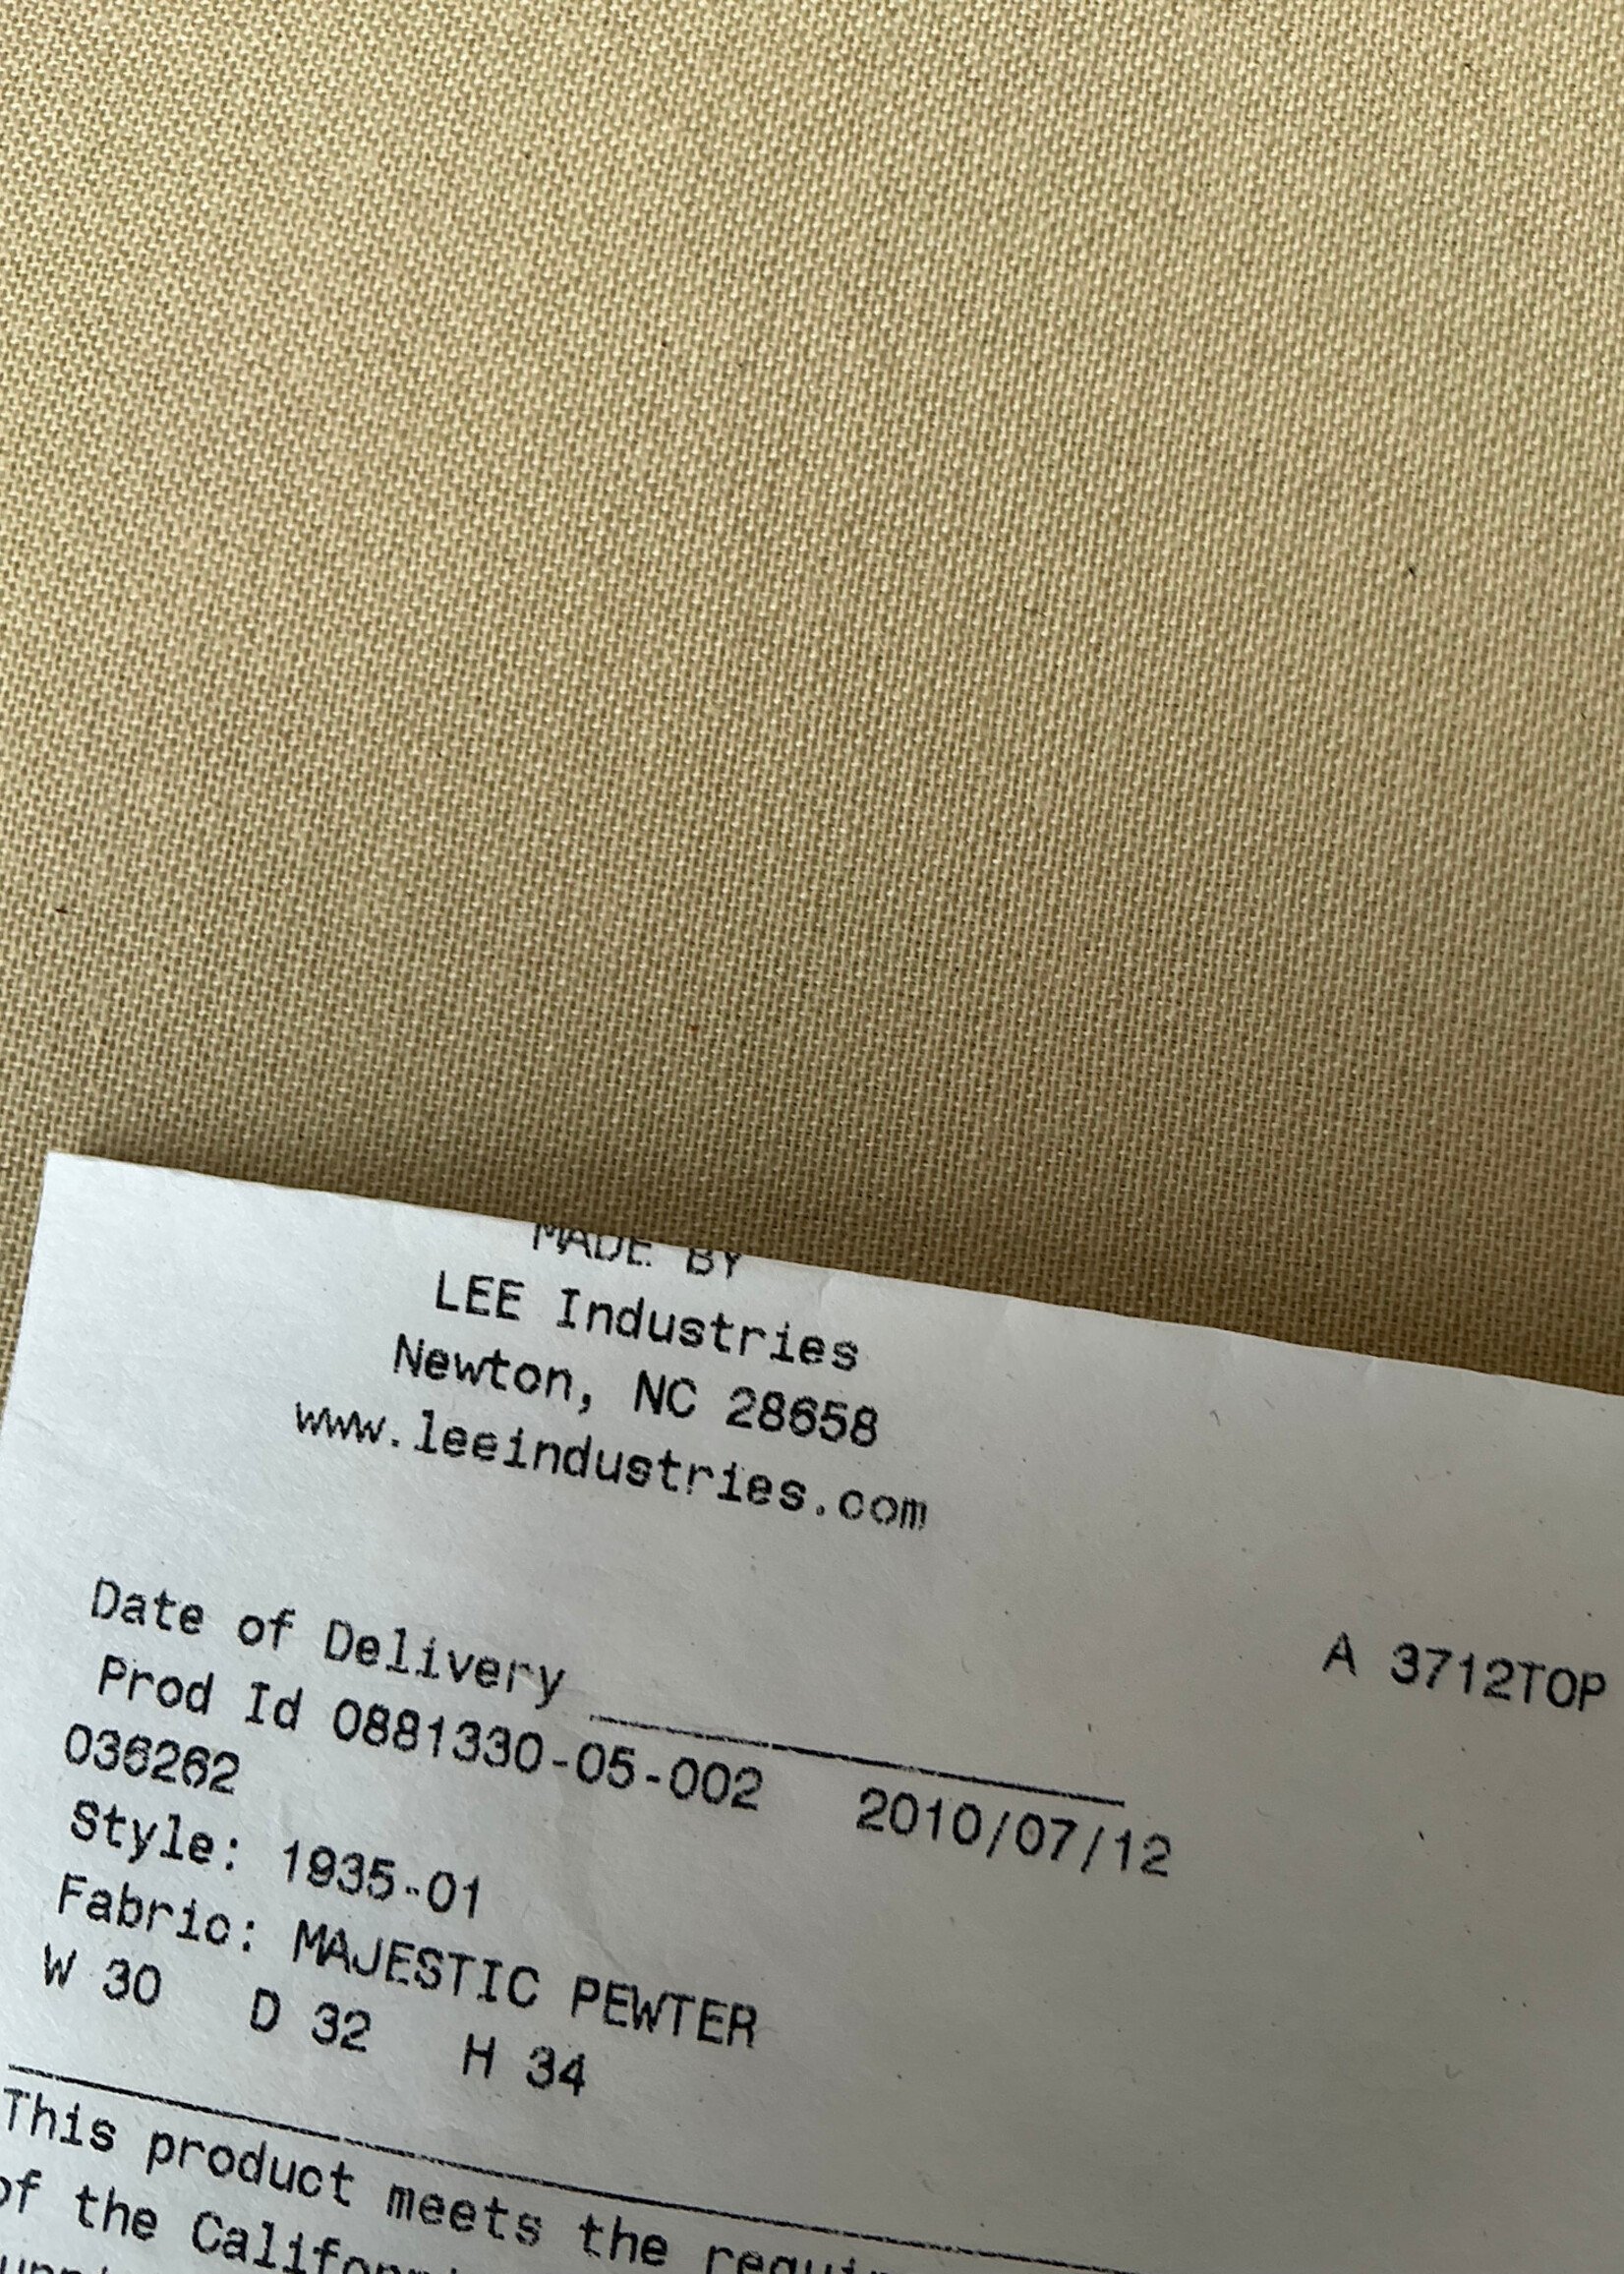 MADE BY
LEE Industries
Newton, NC 28658
www.leeindustries.com
A 3712TOP
Date of Delivery
Prod Id 0881330-05-002 2010/07/12
036262
Style: 1935-01
Fabric: MAJESTIC PEWTER
W 30 D 32 H 34
This product meets the
of the